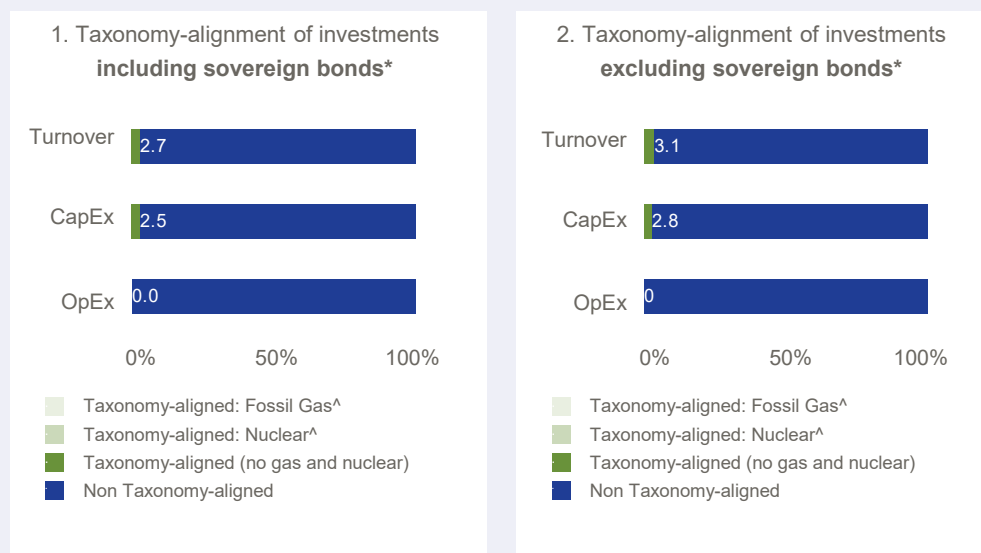 1. Taxonomy-alignment of investments
including sovereign bonds*
Turnover
2.7
CapEx
2.5
OpEx
0.0
0% 50% 100%
Taxonomy-aligned: Fossil Gas^
Taxonomy-aligned: Nuclear^
Taxonomy-aligned (no gas and nuclear)
Non Taxonomy-aligned
2. Taxonomy-alignment of investments
excluding sovereign bonds*
Turnover
3.1
CapEx
2.8
OpEx
0
0% 50% 100%
Taxonomy-aligned: Fossil Gas^
Taxonomy-aligned: Nuclear^
Taxonomy-aligned (no gas and nuclear)
Non Taxonomy-aligned